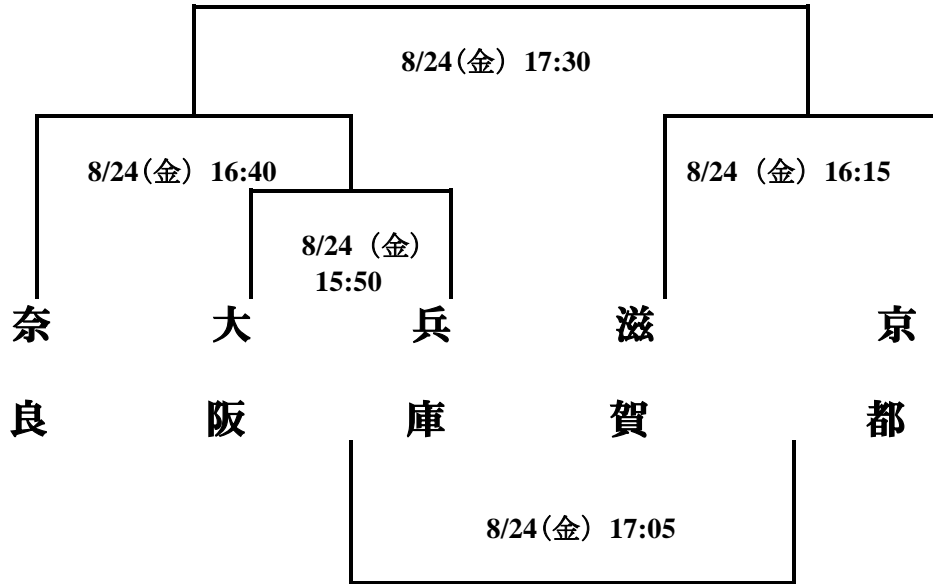 8/24(金) 17:30
8/24(金) 16:40
8/24 (金) 16:15
8/24 (金)
15:50
奈良
大阪
兵庫
滋賀
京都
8/24(金) 17:05